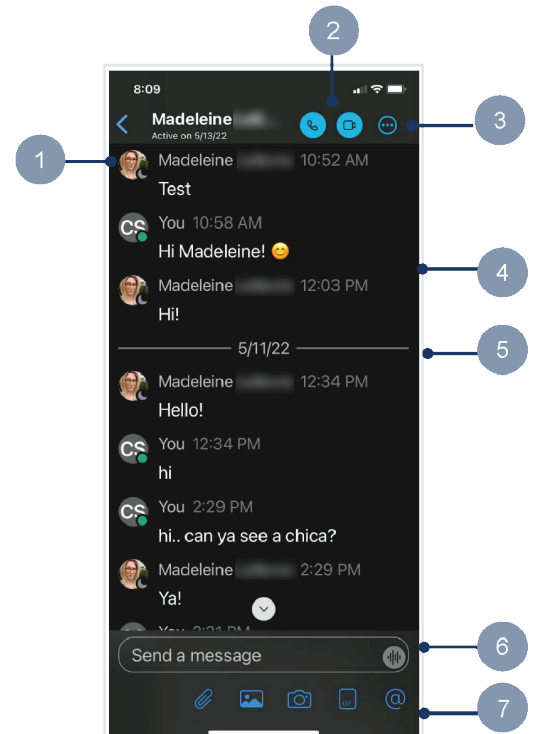 2
8:09
Madeleine
Active on 5/13/22
3
1
Madeleine 10:52 AM
Test
CS You 10:58 AM
Hi Madeleine! 😊
4
Madeleine 12:03 PM
Hi!
5/11/22
5
Madeleine 12:34 PM
Hello!
CS You 12:34 PM
hi
CS You 2:29 PM
hi.. can ya see a chica?
Madeleine 2:29 PM
Ya!
Send a message
6
GIF
@
7